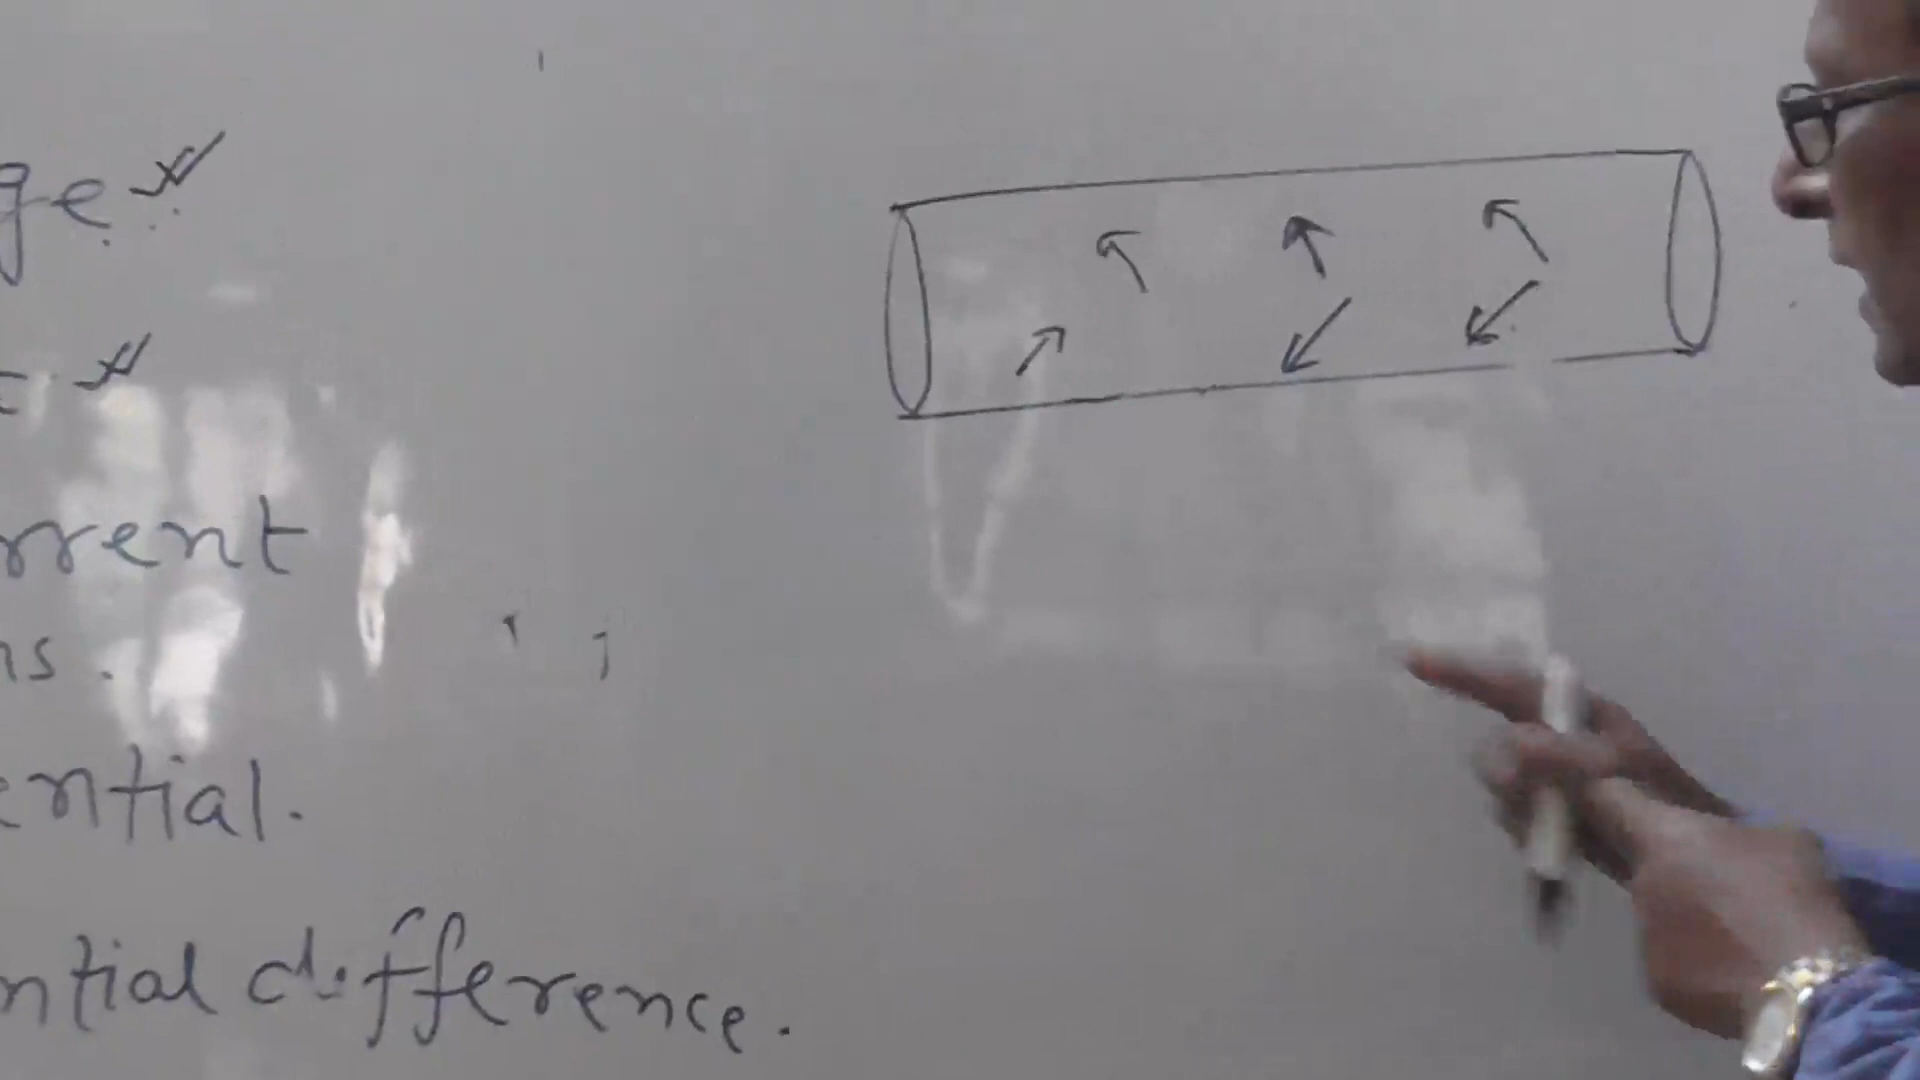 ge
rrent
ns.
ential.
ntial difference.